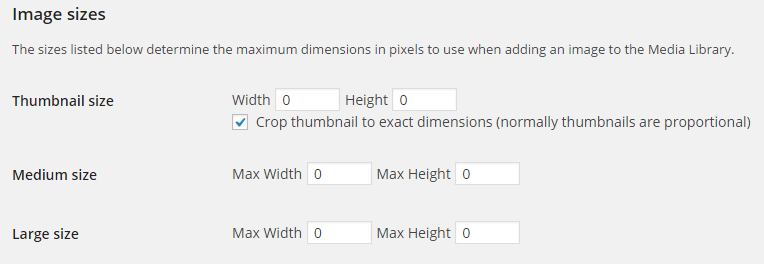 Image sizes
The sizes listed below determine the maximum dimensions in pixels to use when adding an image to the Media Library.
Thumbnail size Width 0 Height 0
Crop thumbnail to exact dimensions (normally thumbnails are proportional)
Medium size Max Width 0 Max Height 0
Large size Max Width 0 Max Height 0